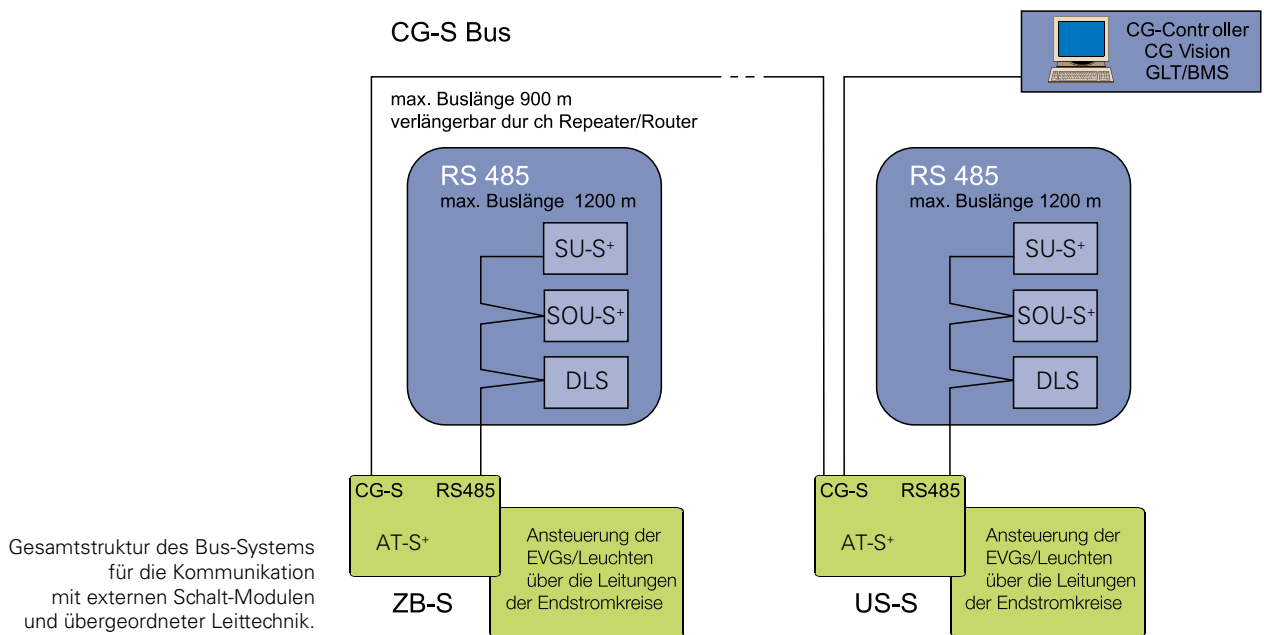 CG-S Bus
CG-Controller
CG Vision
GLT/BMS
max. Buslänge 900 m
verlängerbar dur ch Repeater/Router
RS 485
max. Buslänge 1200 m
SU-S+
SOU-S+
DLS
RS 485
max. Buslänge 1200 m
SU-S+
SOU-S+
DLS
CG-S RS485
AT-S+
Ansteuerung der
EVGs/Leuchten
über die Leitungen
der Endstromkreise
ZB-S
CG-S RS485
AT-S+
Ansteuerung der
EVGs/Leuchten
über die Leitungen
der Endstromkreise
US-S
Gesamtstruktur des Bus-Systems
für die Kommunikation
mit externen Schalt-Modulen
und übergeordneter Leittechnik.